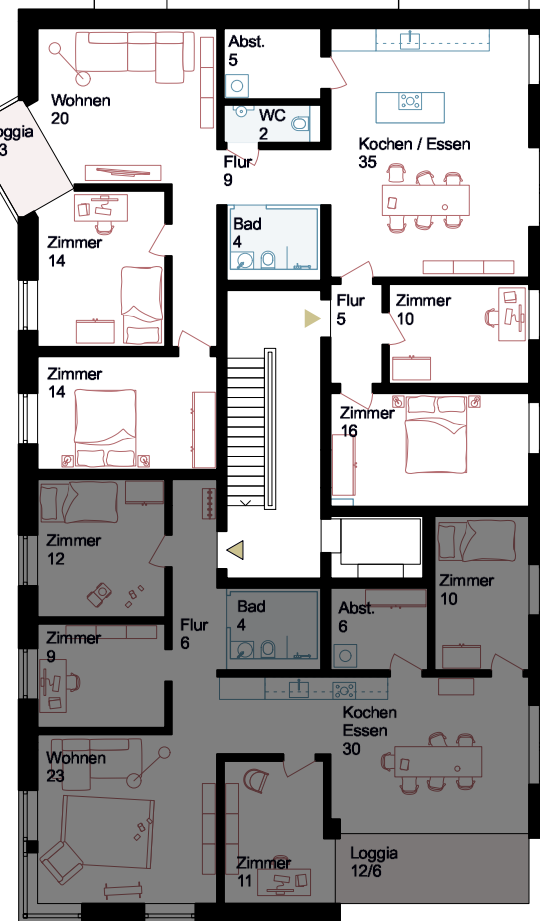 Abst.
5
Wohnen
20
WC
2
Loggia
3
Kochen / Essen
35
Flur
9
Bad
4
Zimmer
14
Flur
5
Zimmer
10
Zimmer
14
Zimmer
16
Zimmer
12
Zimmer
10
Bad
4
Abst.
6
Flur
6
Zimmer
9
Kochen
Essen
30
Wohnen
23
Zimmer
11
Loggia
12/6